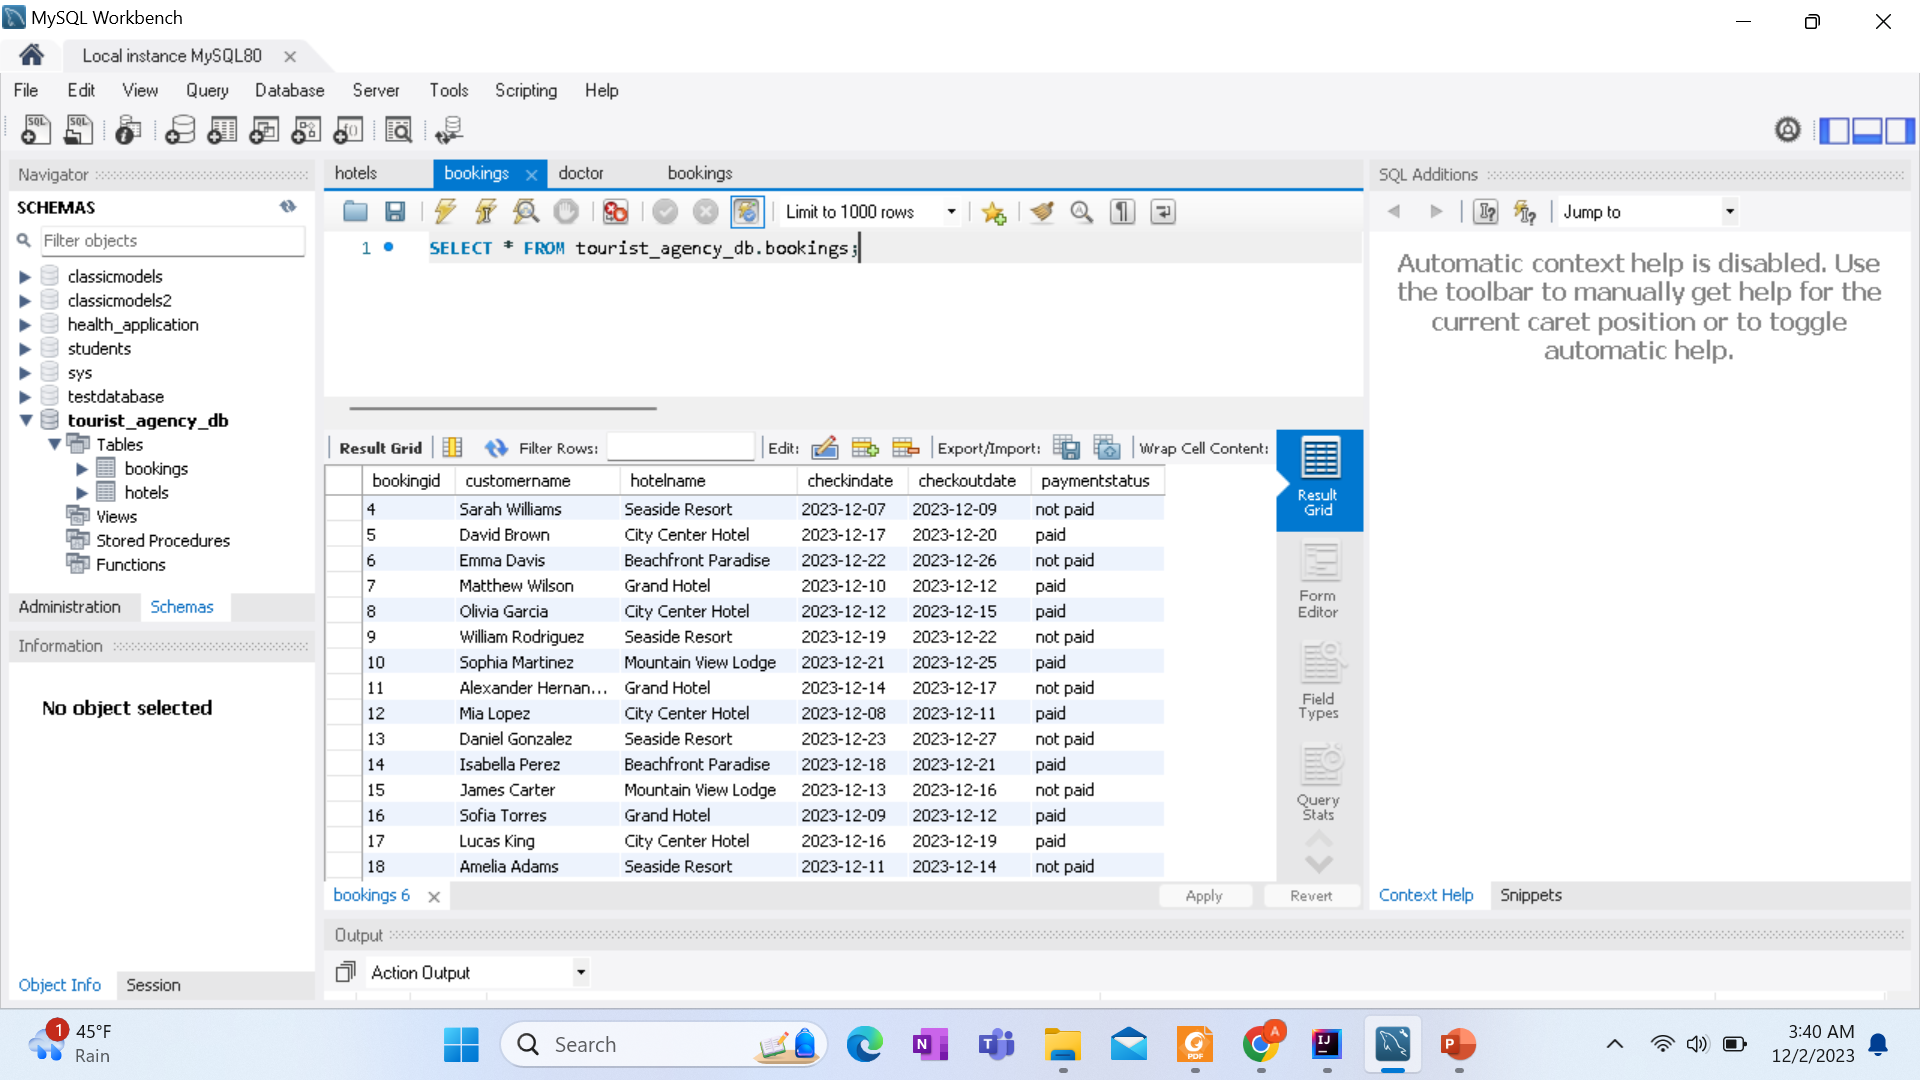 MySQL Workbench
Local instance MySQL80
File Edit View Query Database Server Tools Scripting Help
Navigator
SCHEMAS
Filter objects
classicmodels
classicmodels2
health_application
students
sys
testdatabase
tourist_agency_db
Tables
bookings
hotels
Views
Stored Procedures
Functions
Administration Schemas
Information
No object selected
Object Info Session
hotels bookings doctor bookings
Limit to 1000 rows
1 SELECT * FROM tourist_agency_db.bookings;
Result Grid Filter Rows: Edit: Export/Import: Wrap Cell Content:
bookingid customername hotelname checkindate checkoutdate paymentstatus
4 Sarah Williams Seaside Resort 2023-12-07 2023-12-09 not paid
5 David Brown City Center Hotel 2023-12-17 2023-12-20 paid
6 Emma Davis Beachfront Paradise 2023-12-22 2023-12-26 not paid
7 Matthew Wilson Grand Hotel 2023-12-10 2023-12-12 paid
8 Olivia Garcia City Center Hotel 2023-12-12 2023-12-15 paid
9 William Rodriguez Seaside Resort 2023-12-19 2023-12-22 not paid
10 Sophia Martinez Mountain View Lodge 2023-12-21 2023-12-25 paid
11 Alexander Hernan... Grand Hotel 2023-12-14 2023-12-17 not paid
12 Mia Lopez City Center Hotel 2023-12-08 2023-12-11 paid
13 Daniel Gonzalez Seaside Resort 2023-12-23 2023-12-27 not paid
14 Isabella Perez Beachfront Paradise 2023-12-18 2023-12-21 paid
15 James Carter Mountain View Lodge 2023-12-13 2023-12-16 not paid
16 Sofia Torres Grand Hotel 2023-12-09 2023-12-12 paid
17 Lucas King City Center Hotel 2023-12-16 2023-12-19 paid
18 Amelia Adams Seaside Resort 2023-12-11 2023-12-14 not paid
Result
Grid
Form
Editor
Field
Types
Query
Stats
bookings 6
Apply Revert
SQL Additions
Jump to
Automatic context help is disabled. Use
the toolbar to manually get help for the
current caret position or to toggle
automatic help.
Context Help Snippets
Output
Action Output
1
45°F
Rain
Search
3:40 AM
12/2/2023